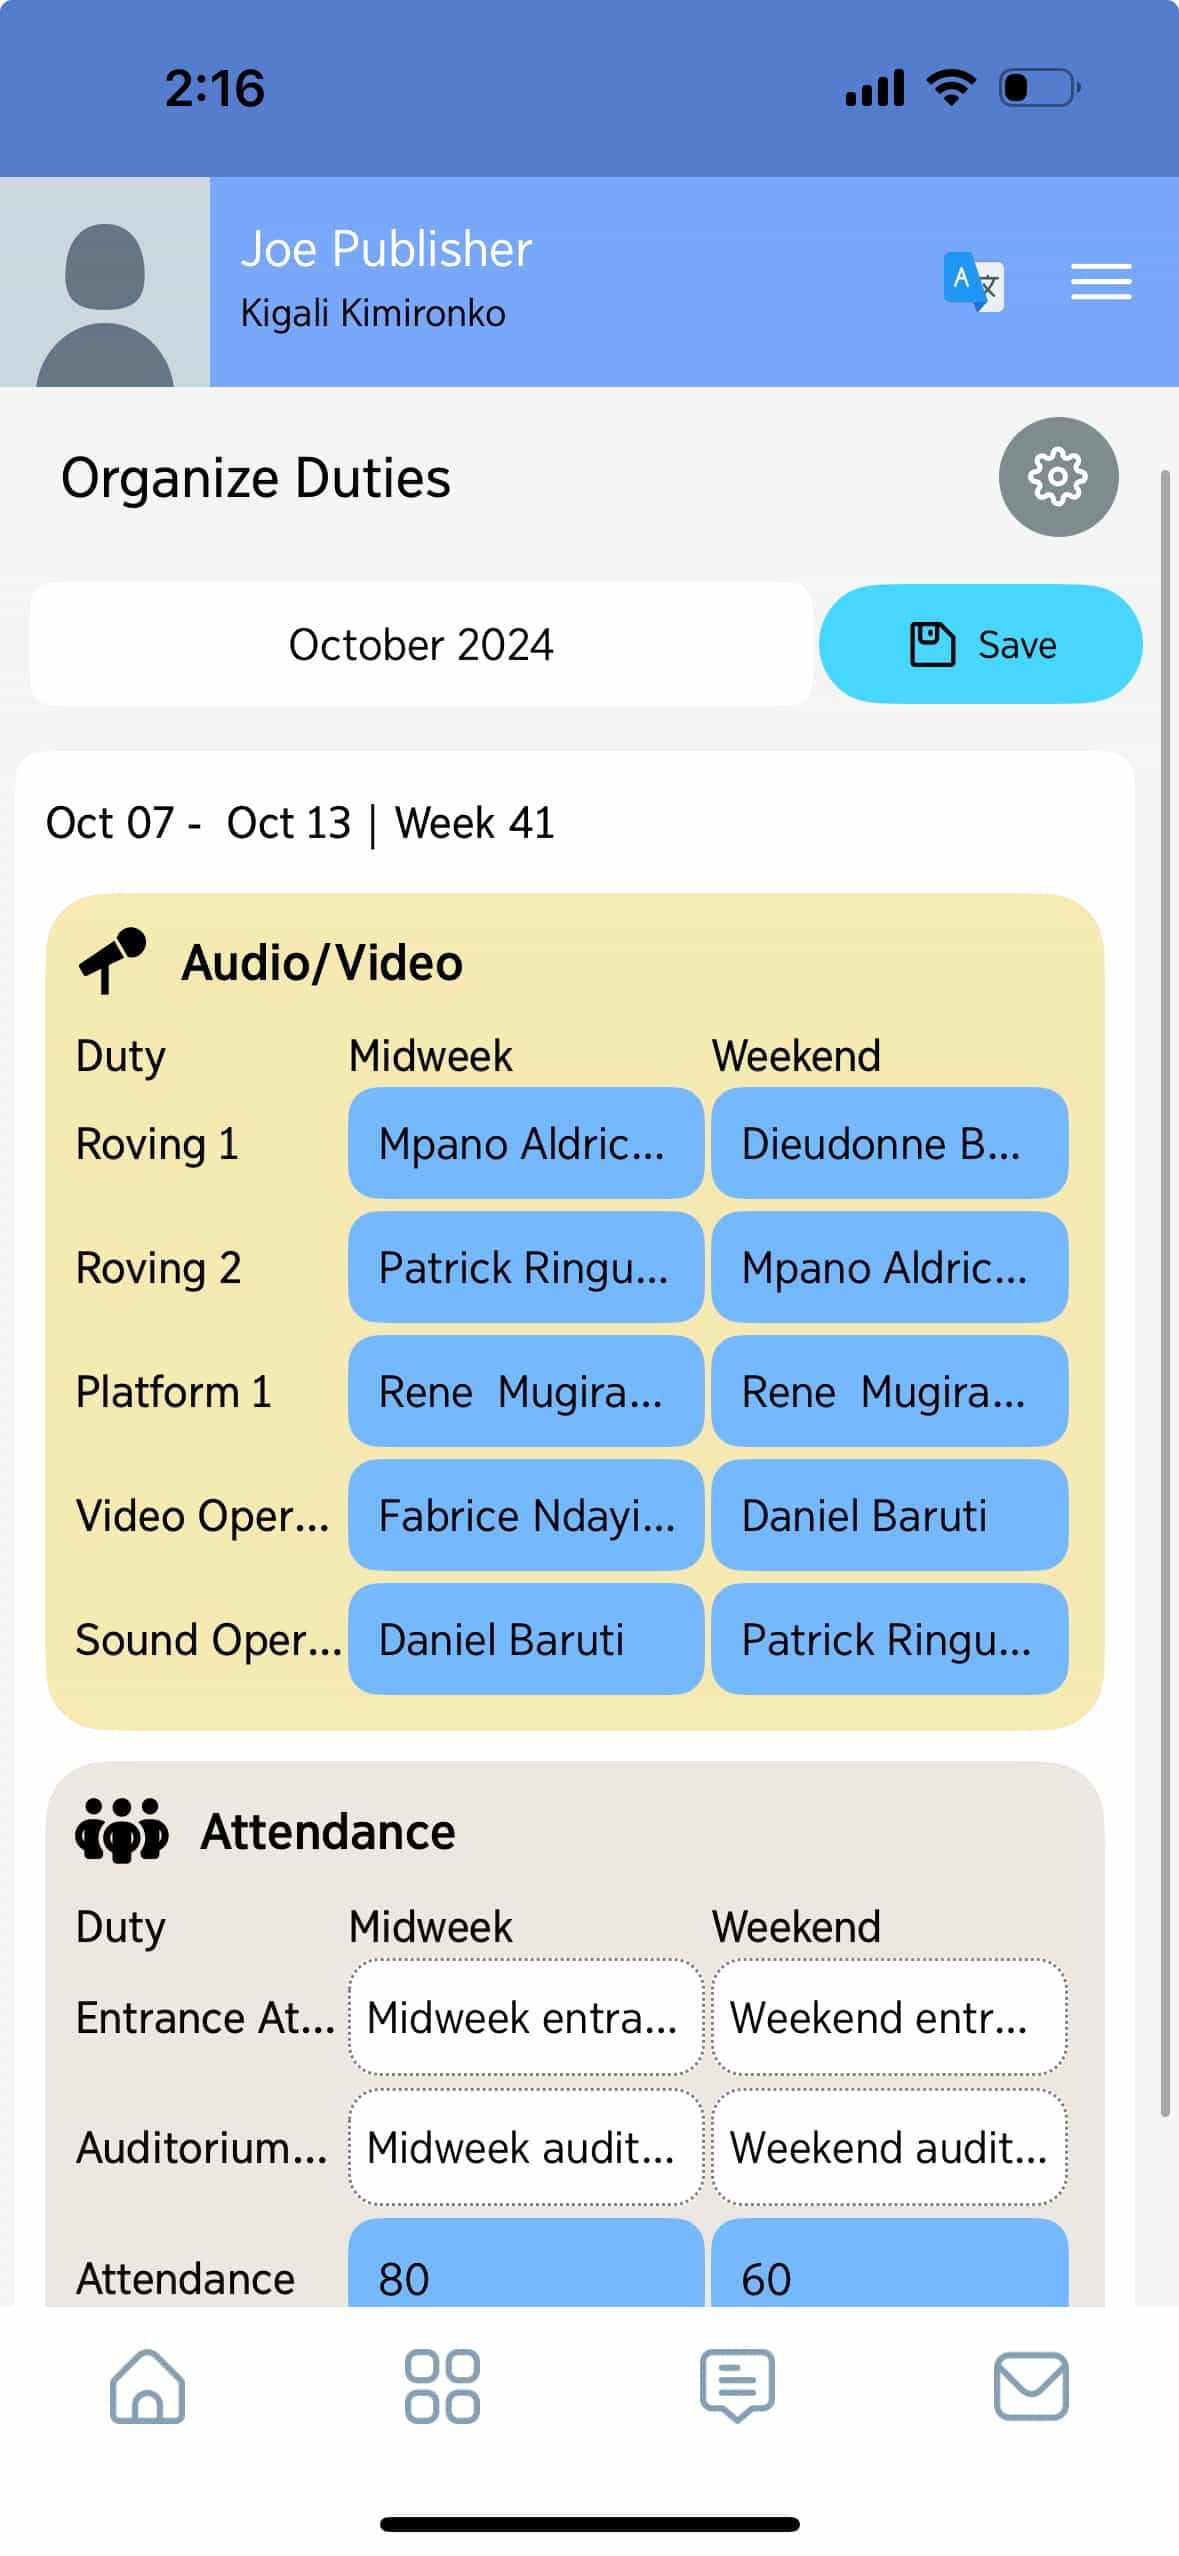 2:16
Joe Publisher
Kigali Kimironko
A 文
Organize Duties
October 2024
Save
Oct 07 - Oct 13 | Week 41
Audio/Video
Duty Midweek Weekend
Roving 1 Mpano Aldric... Dieudonne B...
Roving 2 Patrick Ringu... Mpano Aldric...
Platform 1 Rene Mugira... Rene Mugira...
Video Oper... Fabrice Ndayi... Daniel Baruti
Sound Oper... Daniel Baruti Patrick Ringu...
Attendance
Duty Midweek Weekend
Entrance At... Midweek entra... Weekend entr...
Auditorium... Midweek audit... Weekend audit...
Attendance 80 60